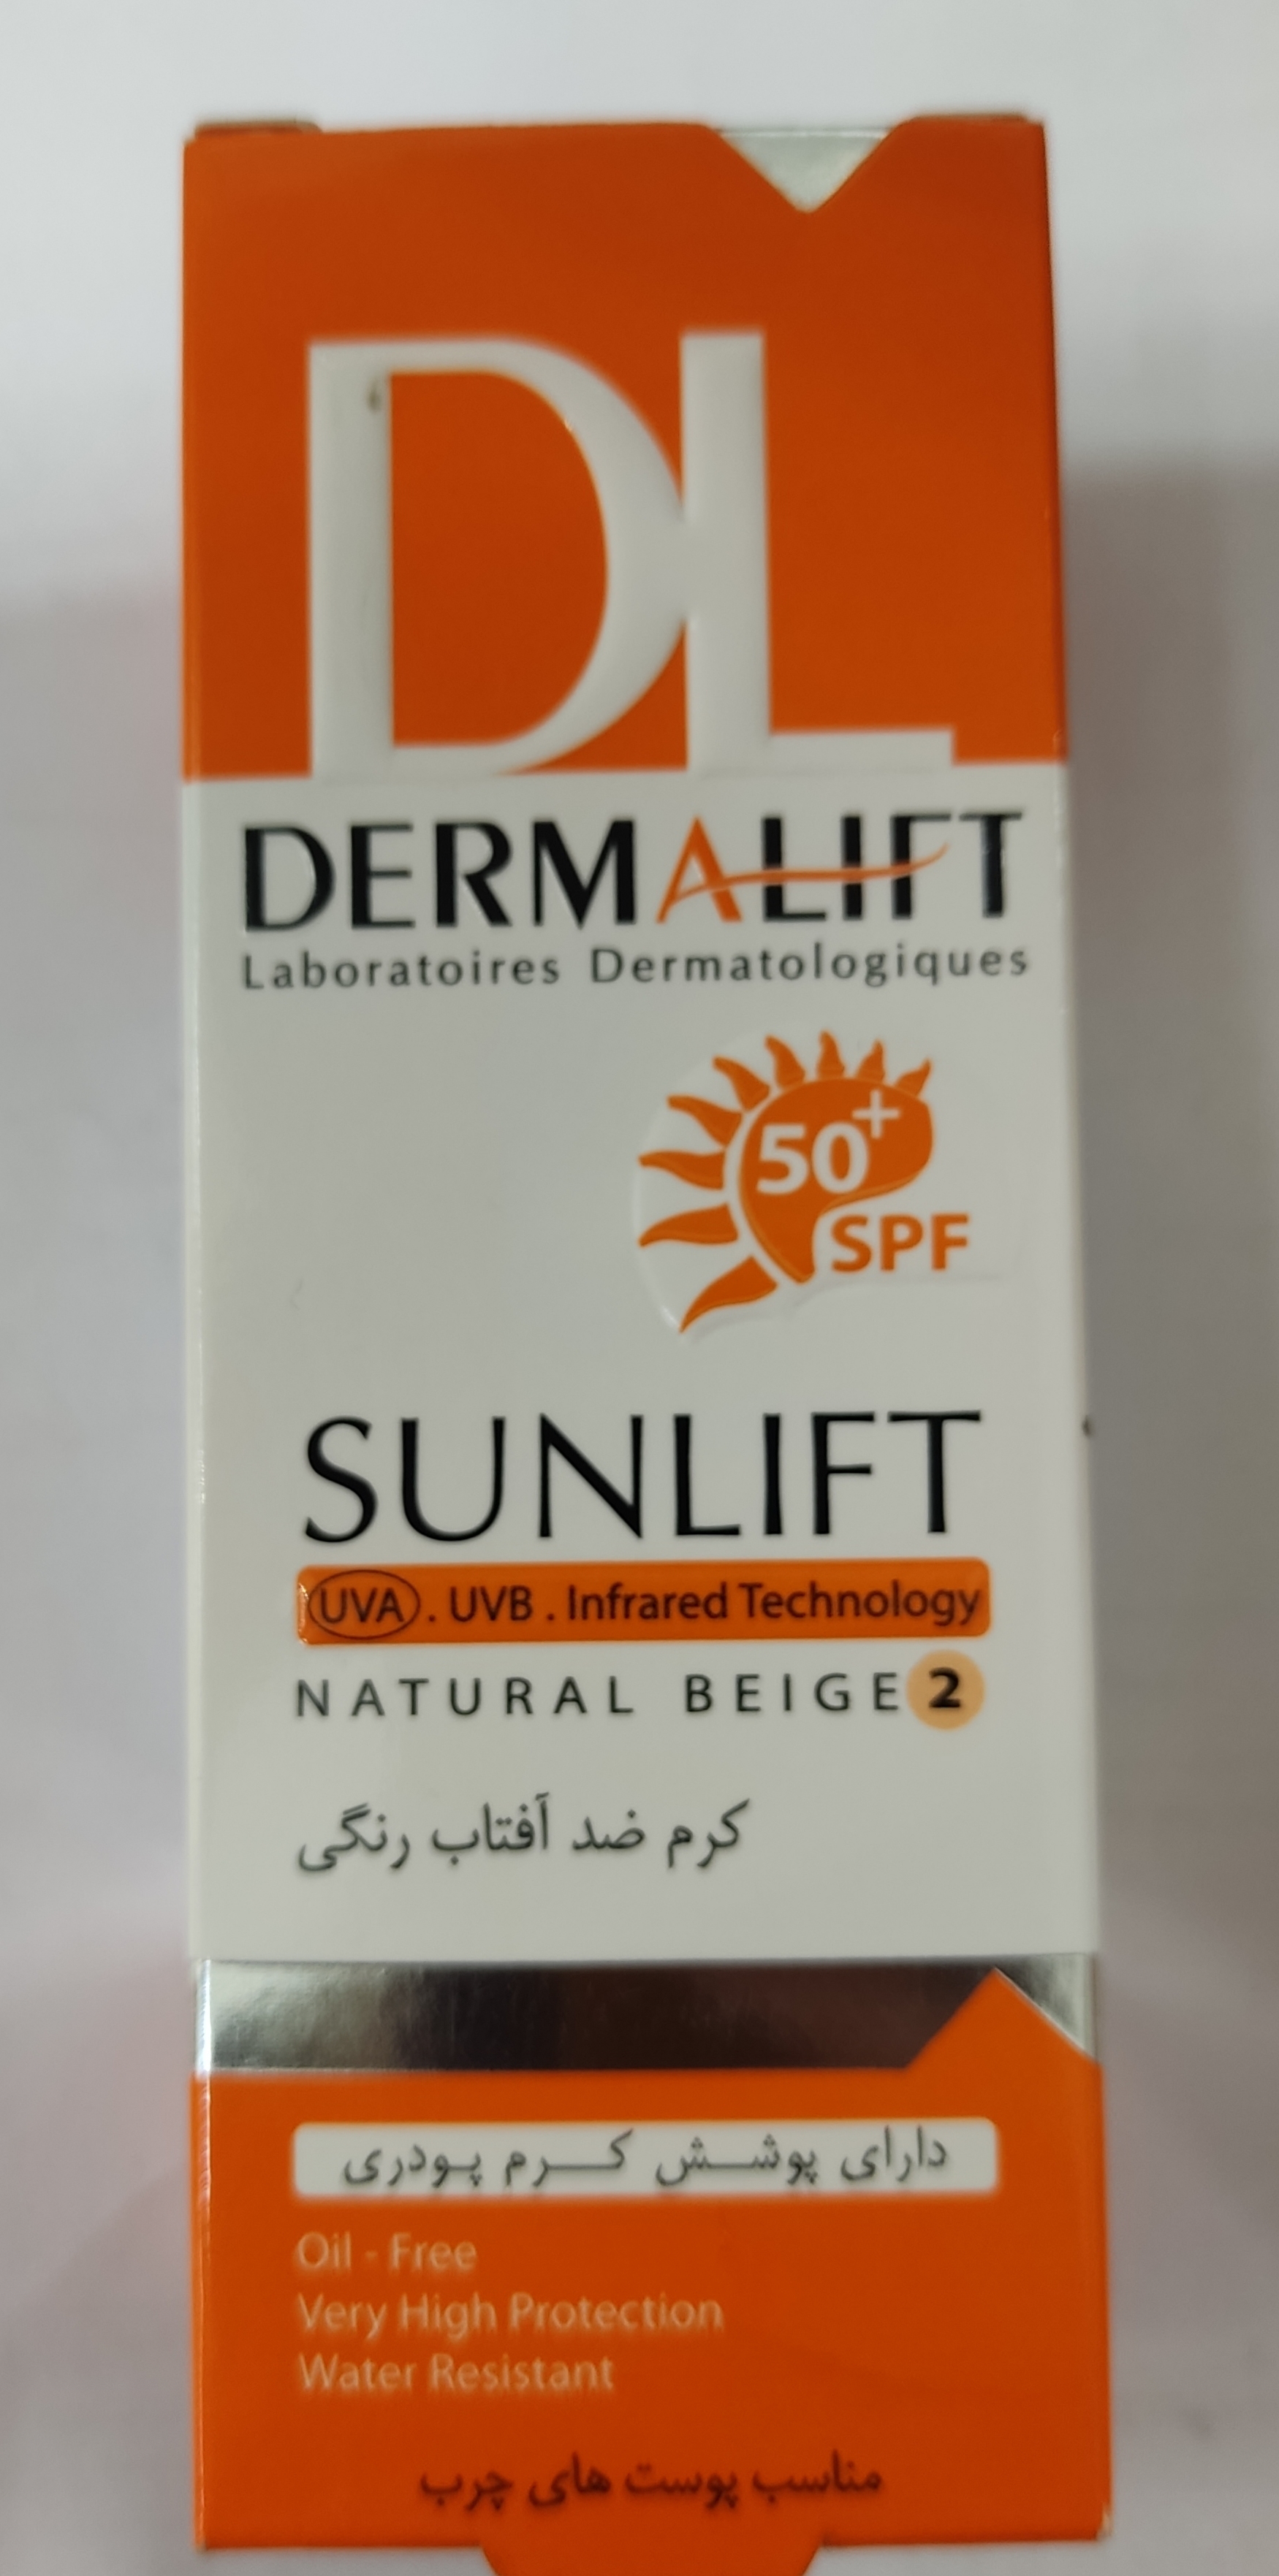 DL
DERMALIFT
Laboratoires Dermatologiques
50+
SPF
SUNLIFT
UVA . UVB . Infrared Technology
NATURAL BEIGE 2
کرم ضد آفتاب رنگی
دارای پوشش کرم پودری
Oil - Free
Very High Protection
Water Resistant
مناسب پوست های چرب